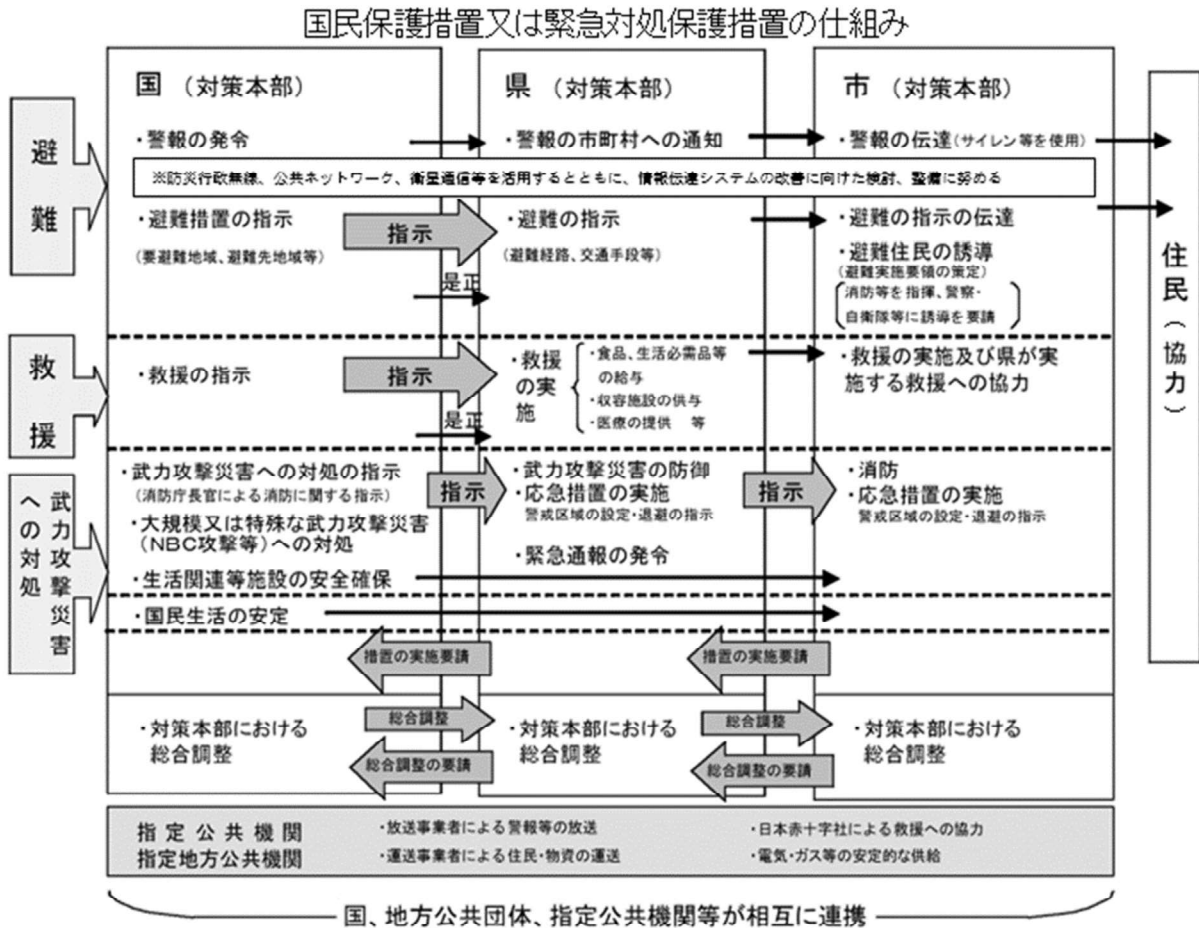 国民保護措置又は緊急対処保護措置の仕組み
避難
国 (対策本部)
県 (対策本部)
市 (対策本部)
・警報の発令
・警報の市町村への通知
・警報の伝達(サイレン等を使用)
※防災行政無線、公共ネットワーク、衛星通信等を活用するとともに、情報伝達システムの改善に向けた検討、整備に努める
・避難措置の指示
(要避難地域、避難先地域等)
指示
是正
・避難の指示
(避難経路、交通手段等)
・避難の指示の伝達
・避難住民の誘導
(避難実施要領の策定)
消防等を指揮、警察・
自衛隊等に誘導を要請
住民(協力)
救援
・救援の指示
指示
是正
・救援
の実
施
・食品、生活必需品等
の給与
・収容施設の供与
・医療の提供 等
・救援の実施及び県が実
施する救援への協力
武力攻撃災害
への対処
・武力攻撃災害への対処の指示
(消防庁長官による消防に関する指示)
・大規模又は特殊な武力攻撃災害
(NBC攻撃等)への対処
・生活関連等施設の安全確保
指示
・武力攻撃災害の防御
・応急措置の実施
警戒区域の設定・退避の指示
・緊急通報の発令
指示
・消防
・応急措置の実施
警戒区域の設定・退避の指示
・国民生活の安定
措置の実施要請
措置の実施要請
・対策本部における
総合調整
総合調整
総合調整の要請
・対策本部における
総合調整
総合調整
総合調整の要請
・対策本部における
総合調整
指定公共機関
指定地方公共機関
・放送事業者による警報等の放送
・運送事業者による住民・物資の運送
・日本赤十字社による救援への協力
・電気・ガス等の安定的な供給
国、地方公共団体、指定公共機関等が相互に連携